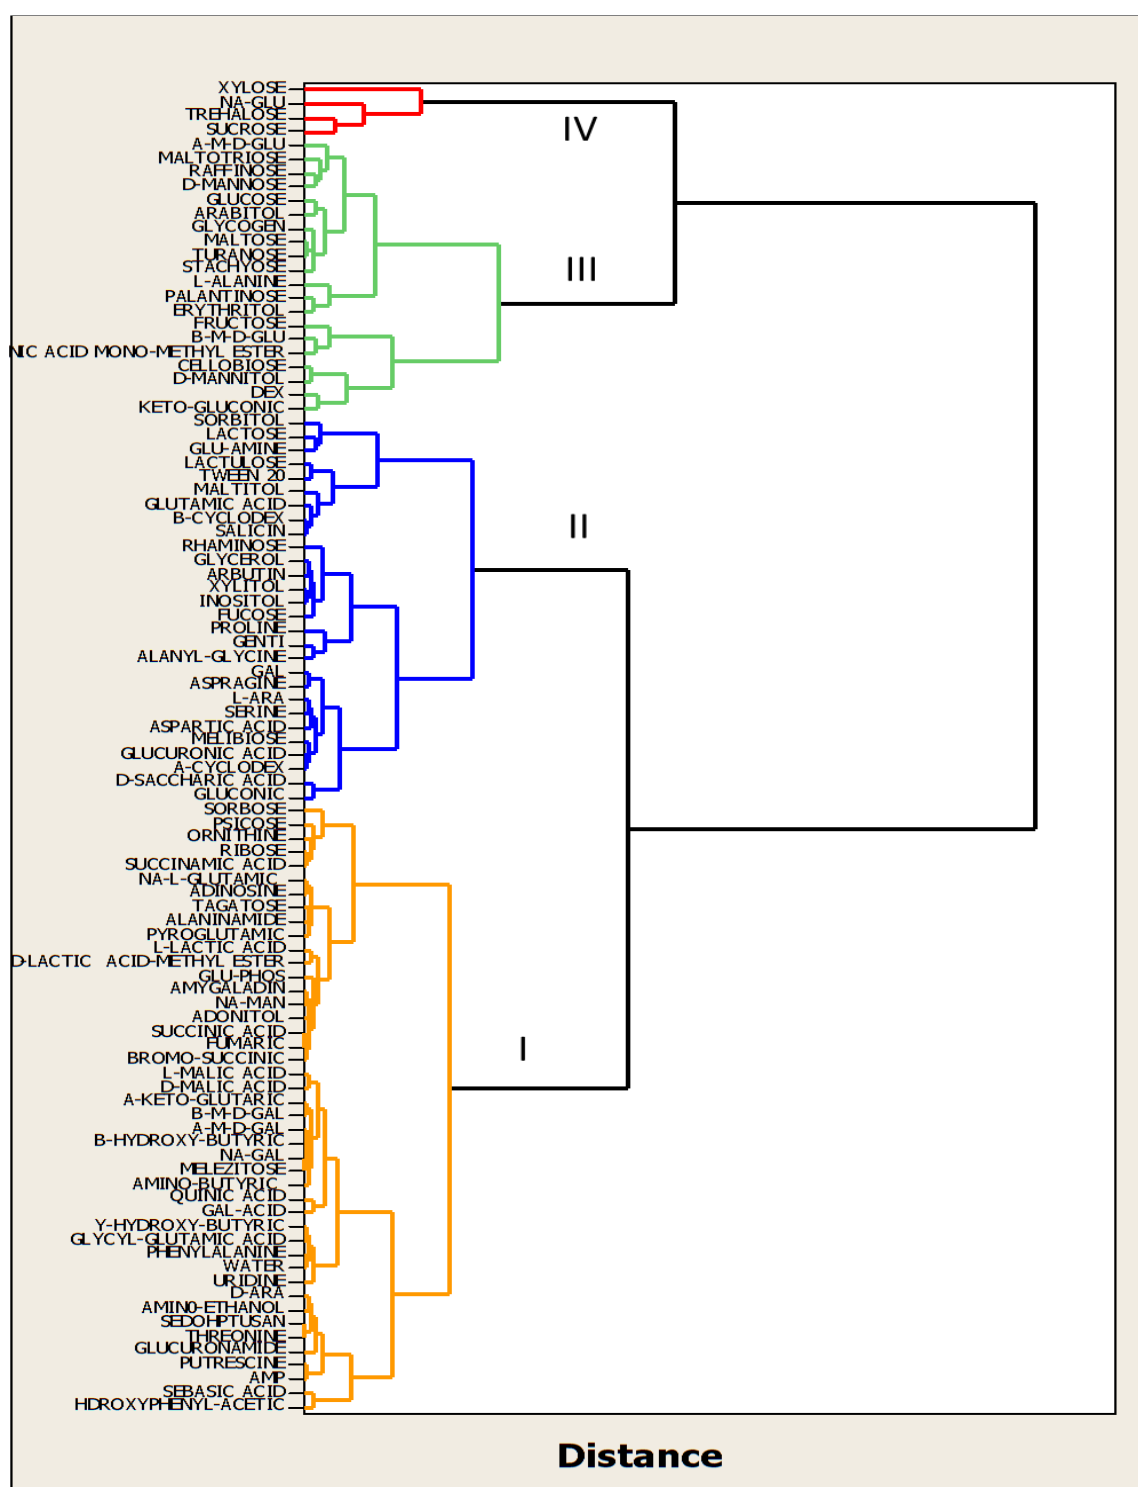 XYLOSE
NA-GLU
TREHALOSE
SUCROSE
IV
A-M-D-GLU
MALTOTRIOSE
RAFFINOSE
D-MANNOSE
GLUCOSE
ARABITOL
GLYCOGEN
MALTOSE
TURANOSE
STACHYOSE
III
L-ALANINE
PALANTINOSE
ERYTHRITOL
FRUCTOSE
B-M-D-GLU
NIC ACID MONO-METHYL ESTER
CELLOBIOSE
D-MANNITOL
DEX
KETO-GLUCONIC
SORBITOL
LACTOSE
GLU-AMINE
LACTULOSE
TWEEN 20
MALTITOL
GLUTAMIC ACID
B-CYCLODEX
II
SALICIN
RHAMINOSE
GLYCEROL
ARBUTIN
XYLITOL
INOSITOL
FUCOSE
PROLINE
GENTI
ALANYL-GLYCINE
GAL
ASPRAGINE
L-ARA
SERINE
ASPARTIC ACID
MELIBIOSE
GLUCURONIC ACID
A-CYCLODEX
D-SACCHARIC ACID
GLUCONIC
SORBOSE
PSICOSE
ORNITHINE
RIBOSE
SUCCINAMIC ACID
NA-L-GLUTAMIC
ADINOSINE
TAGATOSE
ALANINAMIDE
PYROGLUTAMIC
L-LACTIC ACID
D-LACTIC ACID-METHYL ESTER
GLU-PHOS
AMYGALADIN
NA-MAN
ADONITOL
SUCCINIC ACID
FUMARIC
I
BROMO-SUCCINIC
L-MALIC ACID
D-MALIC ACID
A-KETO-GLUTARIC
B-M-D-GAL
A-M-D-GAL
B-HYDROXY-BUTYRIC
NA-GAL
MELEZITOSE
AMINO-BUTYRIC
QUINIC ACID
GAL-ACID
Y-HYDROXY-BUTYRIC
GLYCYL-GLUTAMIC ACID
PHENYLALANINE
WATER
URIDINE
D-ARA
AMIN0-ETHANOL
SEDOHPTUSAN
THREONINE
GLUCURONAMIDE
PUTRESCINE
AMP
SEBASIC ACID
HDROXYPHENYL-ACETIC
Distance